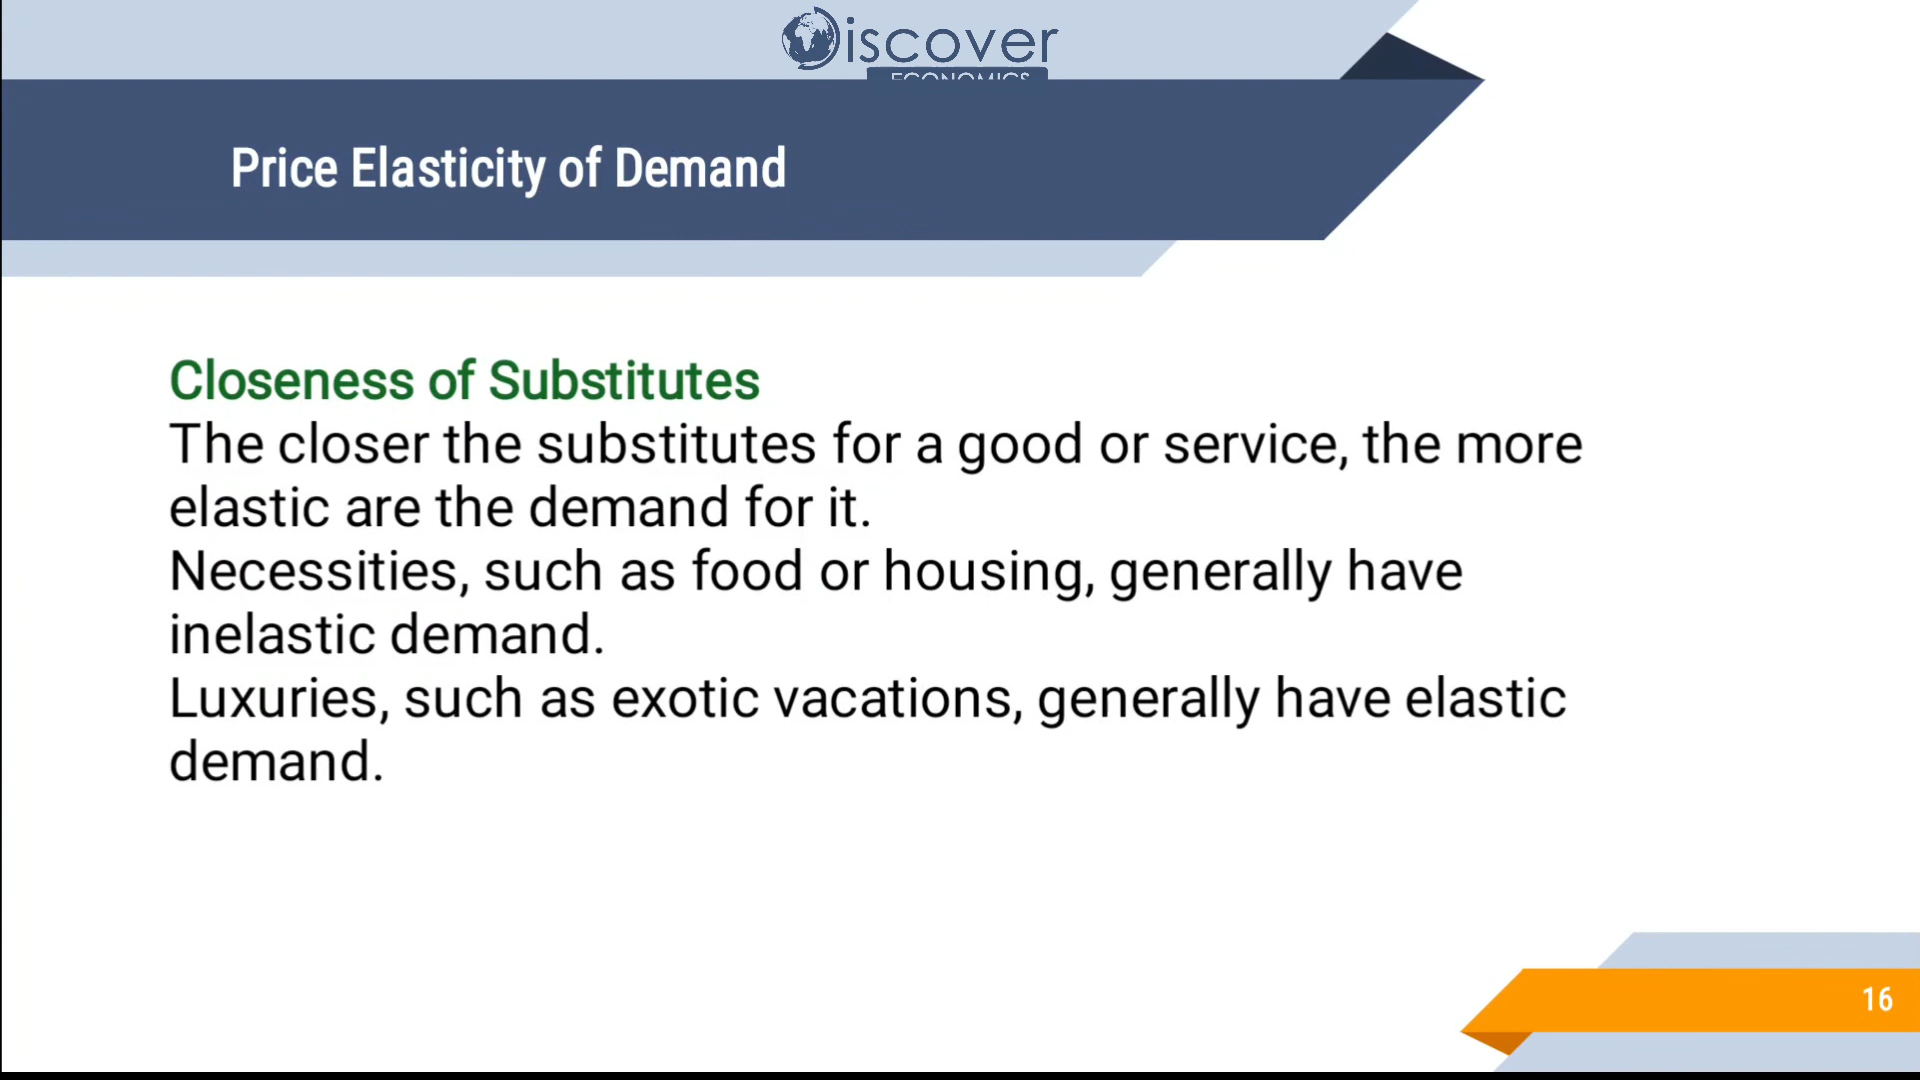 Discover
ECONOMICS
Price Elasticity of Demand
Closeness of Substitutes
The closer the substitutes for a good or service, the more
elastic are the demand for it.
Necessities, such as food or housing, generally have
inelastic demand.
Luxuries, such as exotic vacations, generally have elastic
demand.
16